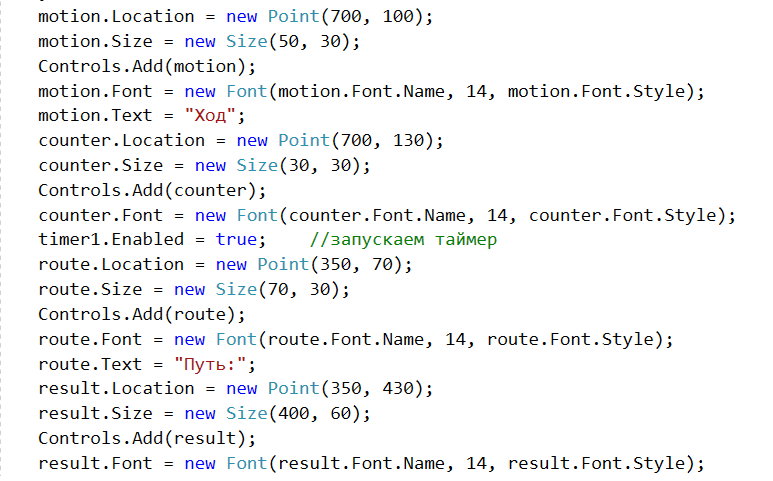 motion.Location = new Point(700, 100);
motion.Size = new Size(50, 30);
Controls.Add(motion);
motion.Font = new Font(motion.Font.Name, 14, motion.Font.Style);
motion.Text = "Ход";
counter.Location = new Point(700, 130);
counter.Size = new Size(30, 30);
Controls.Add(counter);
counter.Font = new Font(counter.Font.Name, 14, counter.Font.Style);
timer1.Enabled = true;    //запускаем таймер
route.Location = new Point(350, 70);
route.Size = new Size(70, 30);
Controls.Add(route);
route.Font = new Font(route.Font.Name, 14, route.Font.Style);
route.Text = "Путь:";
result.Location = new Point(350, 430);
result.Size = new Size(400, 60);
Controls.Add(result);
result.Font = new Font(result.Font.Name, 14, result.Font.Style);